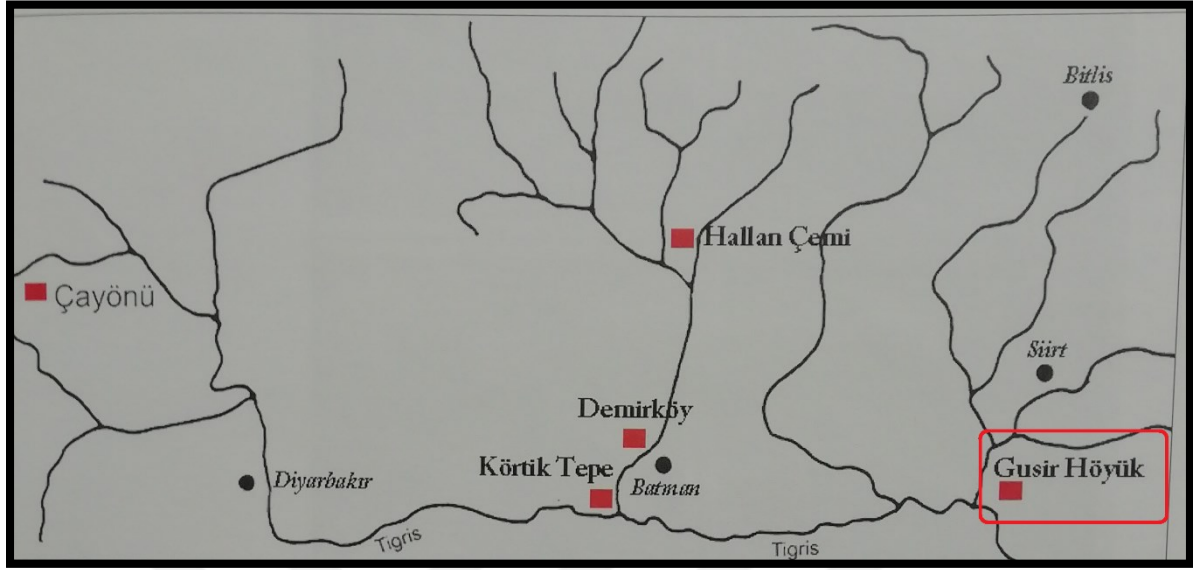 Bitlis
Hallan Çemi
Çayönü
Siirt
Demirköy
Körtik Tepe
Gusir Höyük
Diyarbakır
Batman
Tigris
Tigris